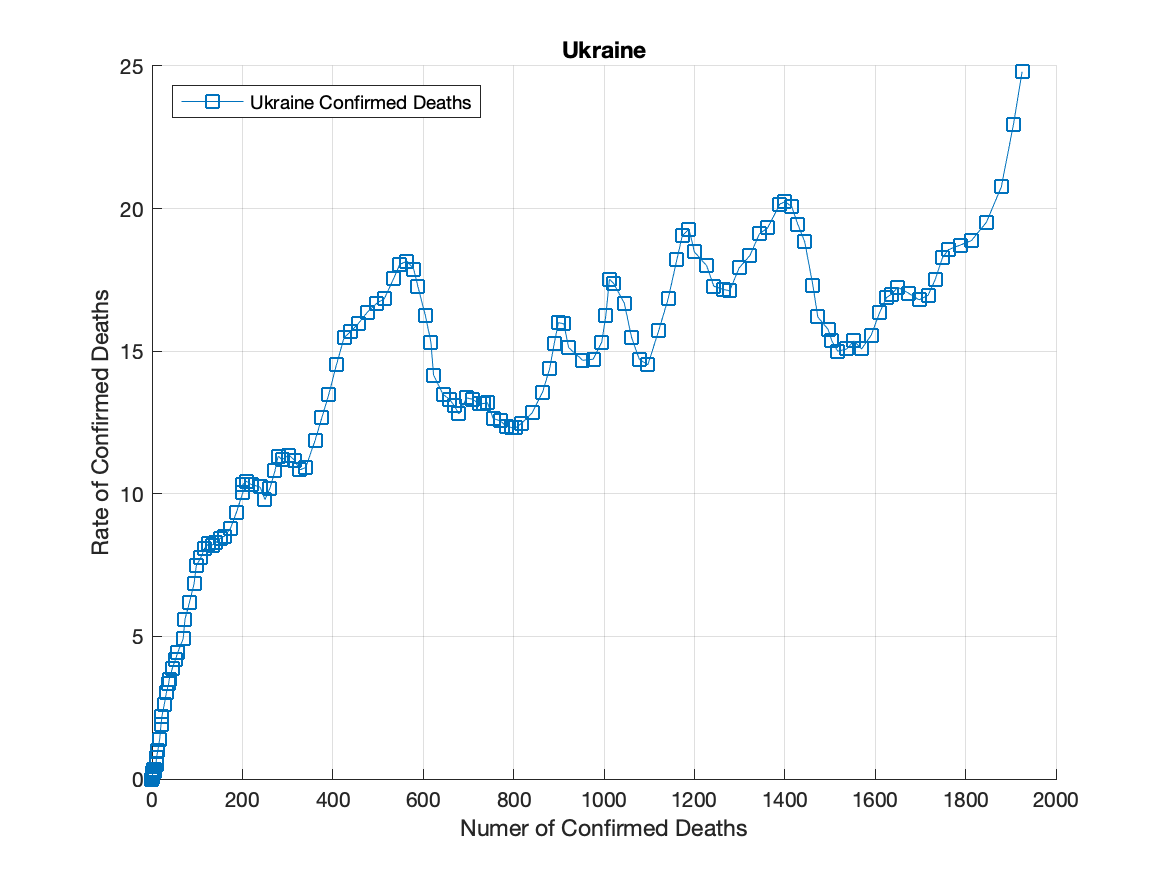 Ukraine
25
Ukraine Confirmed Deaths
20
15
10
5
0
Rate of Confirmed Deaths
0 200 400 600 800 1000 1200 1400 1600 1800 2000
Numer of Confirmed Deaths